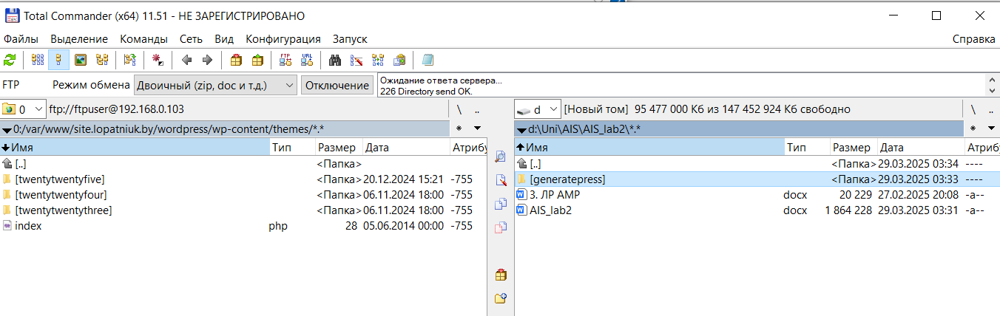 Total Commander (x64) 11.51 - НЕ ЗАРЕГИСТРИРОВАНО
Файлы Выделение Команды Сеть Вид Конфигурация Запуск Справка
FTP URL
FTP Режим обмена Двоичный (zip, doc и т.д.) Отключение
Ожидание ответа сервера...
226 Directory send OK.
0 ftp://ftpuser@192.168.0.103 \ ..
d [Новый том] 95 477 000 Кб из 147 452 924 Кб свободно \ ..
0:/var/www/site.lopatniuk.by/wordpress/wp-content/themes/*.* *
Имя Тип Размер Дата Атрибу
[..] <Папка>
[twentytwentyfive] <Папка> 20.12.2024 15:21 -755
[twentytwentyfour] <Папка> 06.11.2024 18:00 -755
[twentytwentythree] <Папка> 06.11.2024 18:00 -755
index php 28 05.06.2014 00:00 -755
d:\Uni\AIS\AIS_lab2\*.* *
Имя Тип Размер Дата Атрибу
[..] <Папка> 29.03.2025 03:34 ----
[generatepress] <Папка> 29.03.2025 03:33 ----
3. ЛР АМР docx 20 229 27.02.2025 20:08 -a--
AIS_lab2 docx 1 864 228 29.03.2025 03:31 -a--